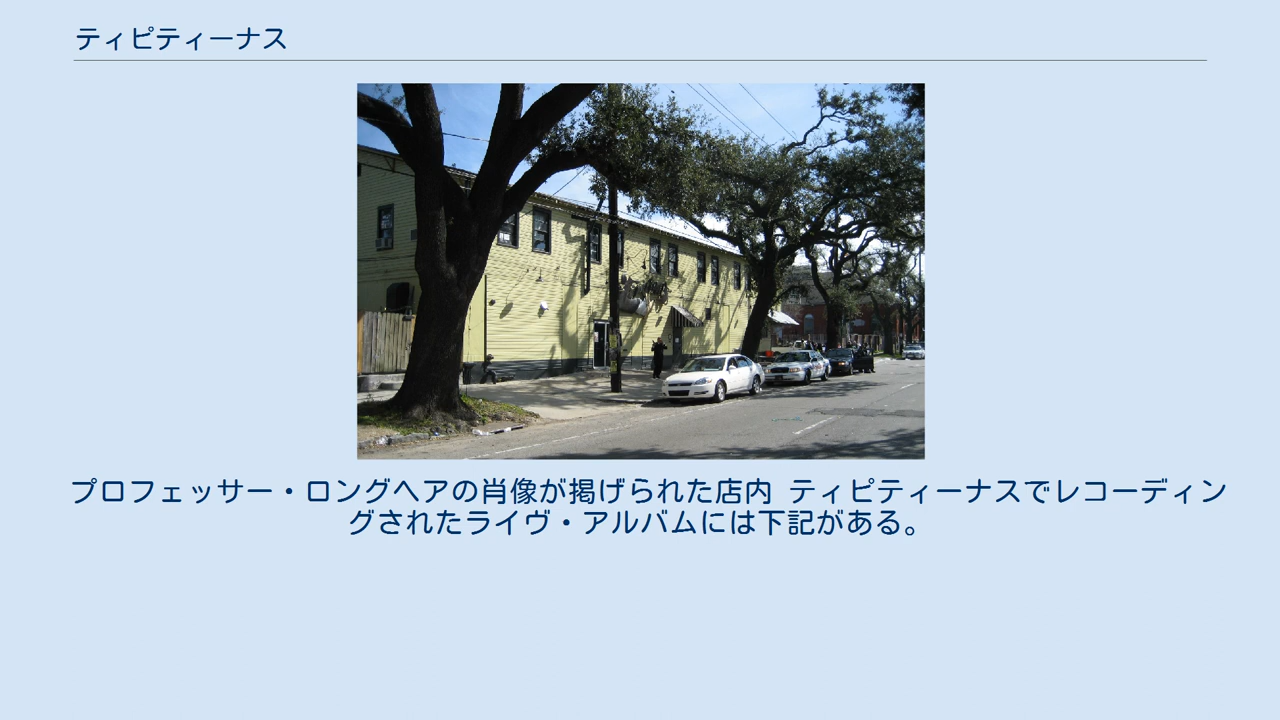 ティピティーナス
プロフェッサー・ロングヘアの肖像が掲げられた店内 ティピティーナスでレコーディン
グされたライヴ・アルバムには下記がある。